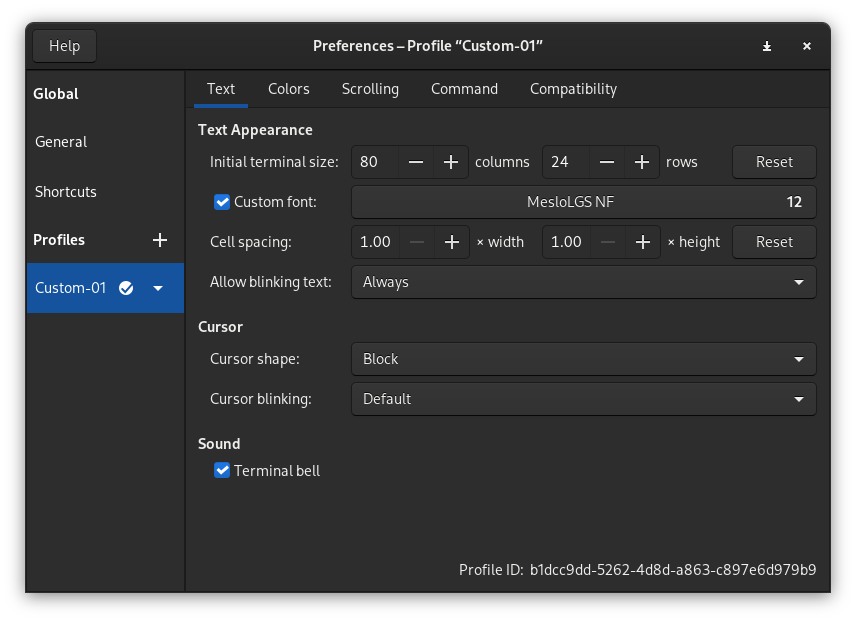 Help
Preferences – Profile “Custom-01”
Global
General
Shortcuts
Profiles
Custom-01
Text Colors Scrolling Command Compatibility
Text Appearance
Initial terminal size: 80 columns 24 rows Reset
Custom font: MesloLGS NF 12
Cell spacing: 1.00 × width 1.00 × height Reset
Allow blinking text: Always
Cursor
Cursor shape: Block
Cursor blinking: Default
Sound
Terminal bell
Profile ID: b1dcc9dd-5262-4d8d-a863-c897e6d979b9